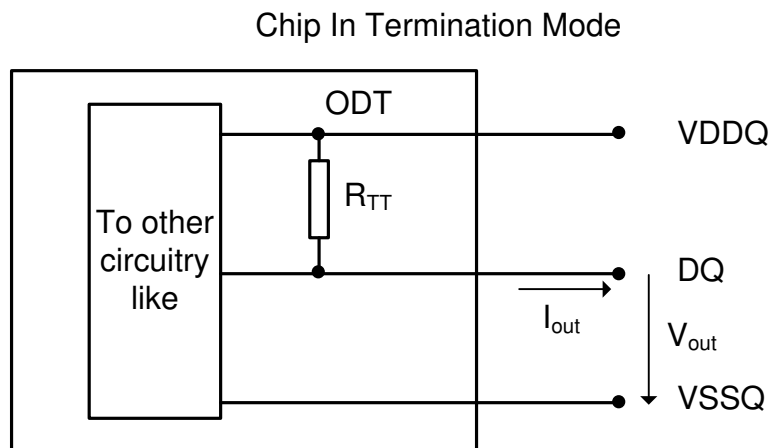 Chip In Termination Mode
ODT
VDDQ
R_TT
To other
circuitry
like
DQ
I_out
V_out
VSSQ